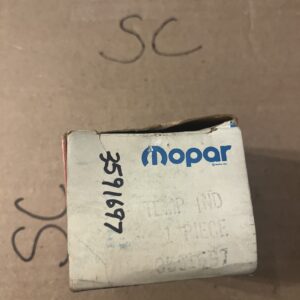 SC
SC
mopar
3591697
TEMP IND
1 PIECE